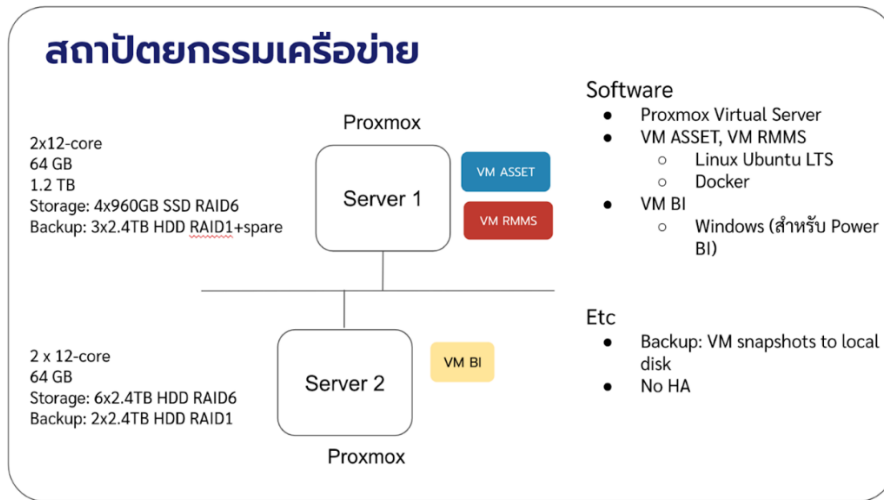 สถาปัตยกรรมเครือข่าย
2x12-core
64 GB
1.2 TB
Storage: 4x960GB SSD RAID6
Backup: 3x2.4TB HDD RAID1+spare
Proxmox
Server 1
VM ASSET
VM RMMS
2 x 12-core
64 GB
Storage: 6x2.4TB HDD RAID6
Backup: 2x2.4TB HDD RAID1
Server 2
VM BI
Proxmox
Software
● Proxmox Virtual Server
● VM ASSET, VM RMMS
○ Linux Ubuntu LTS
○ Docker
● VM BI
○ Windows (สำหรับ Power
BI)
Etc
● Backup: VM snapshots to local
disk
● No HA